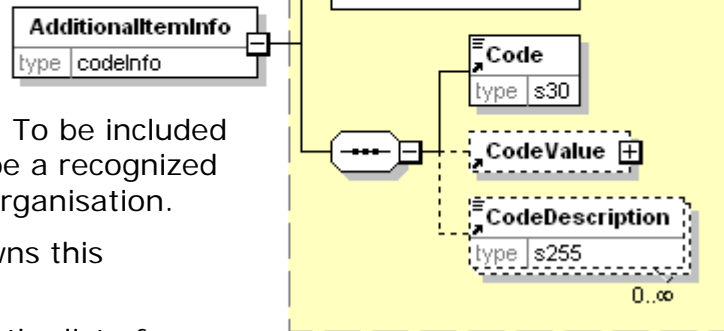 AdditionalItemInfo
type codeInfo
To be included
be a recognized
rganisation.
wns this
Code
type s30
CodeValue
CodeDescription
type s255
0..∞